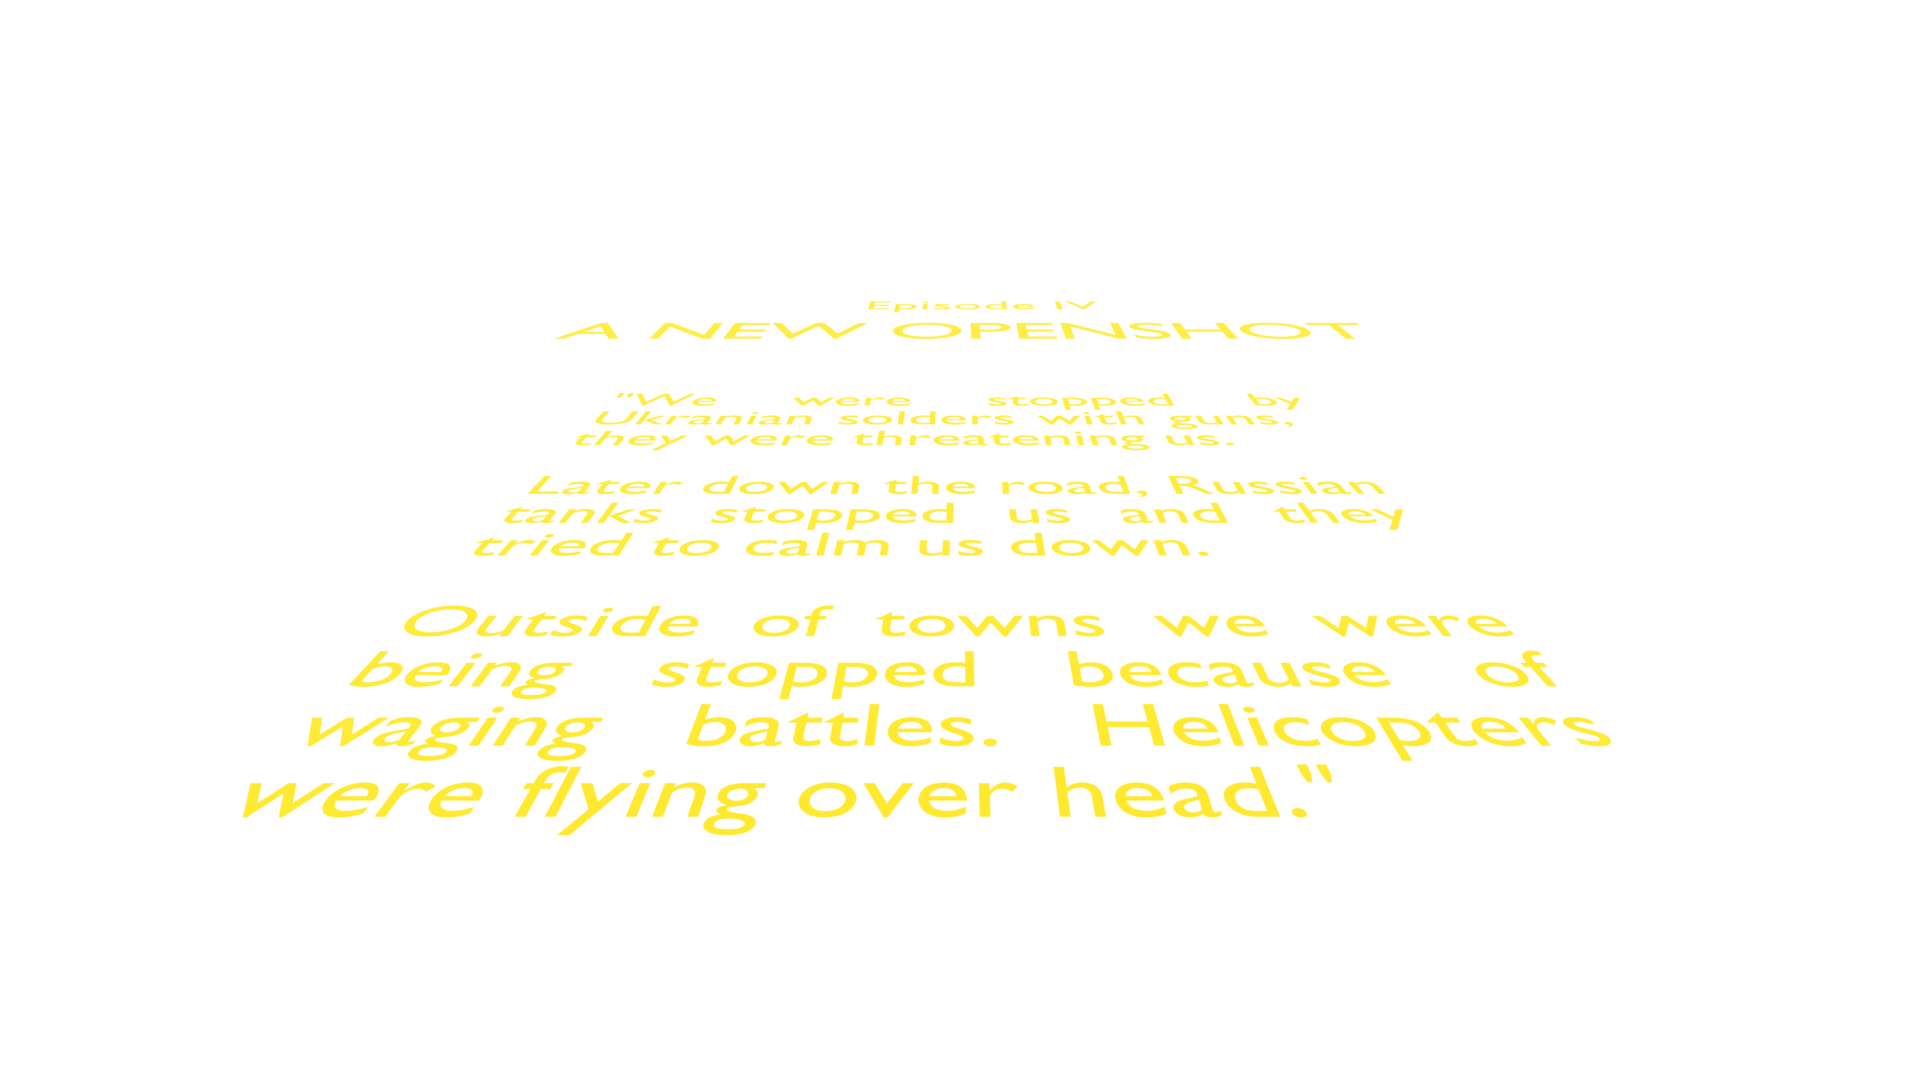 Episode IV
A NEW OPENSHOT
"We were stopped by
Ukranian solders with guns,
they were threatening us.
Later down the road, Russian
tanks stopped us and they
tried to calm us down.
Outside of towns we were
being stopped because of
waging battles. Helicopters
were flying over head."